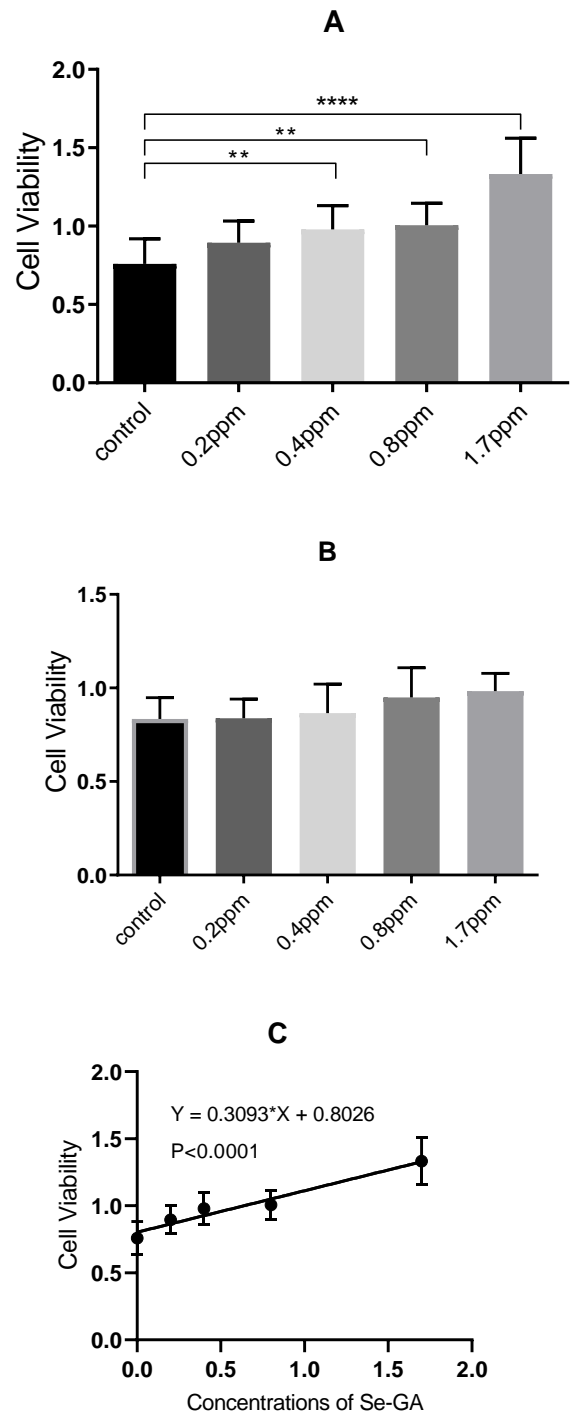 A
2.0
1.5
1.0
0.5
0.0
Cell Viability
****
**
**
control
0.2ppm
0.4ppm
0.8ppm
1.7ppm
B
1.5
1.0
0.5
0.0
Cell Viability
control
0.2ppm
0.4ppm
0.8ppm
1.7ppm
C
2.0
1.5
1.0
0.5
0.0
Cell Viability
Y = 0.3093*X + 0.8026
P<0.0001
0.0 0.5 1.0 1.5 2.0
Concentrations of Se-GA